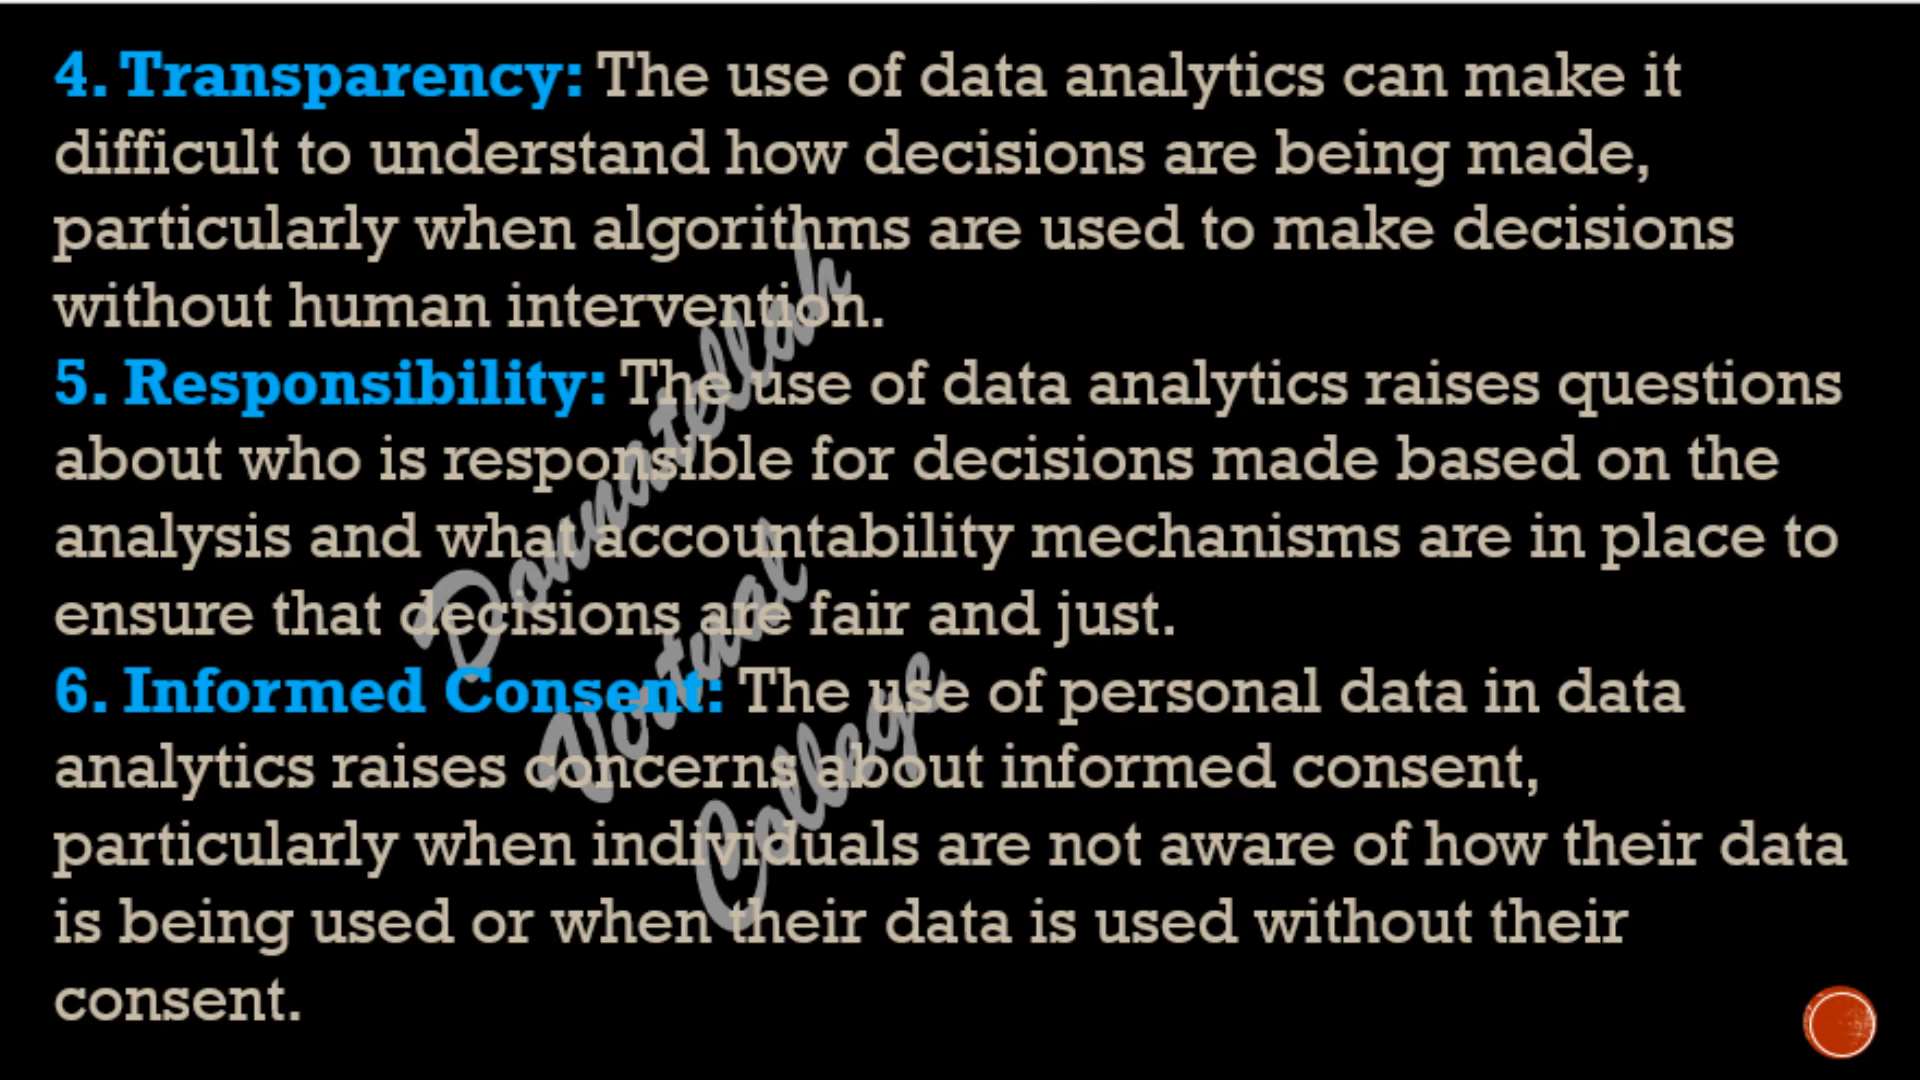 4. Transparency: The use of data analytics can make it
difficult to understand how decisions are being made,
particularly when algorithms are used to make decisions
without human intervention.
5. Responsibility: The use of data analytics raises questions
about who is responsible for decisions made based on the
analysis and what accountability mechanisms are in place to
ensure that decisions are fair and just.
6. Informed Consent: The use of personal data in data
analytics raises concerns about informed consent,
particularly when individuals are not aware of how their data
is being used or when their data is used without their
consent.
Donnatellah
Virtual
College